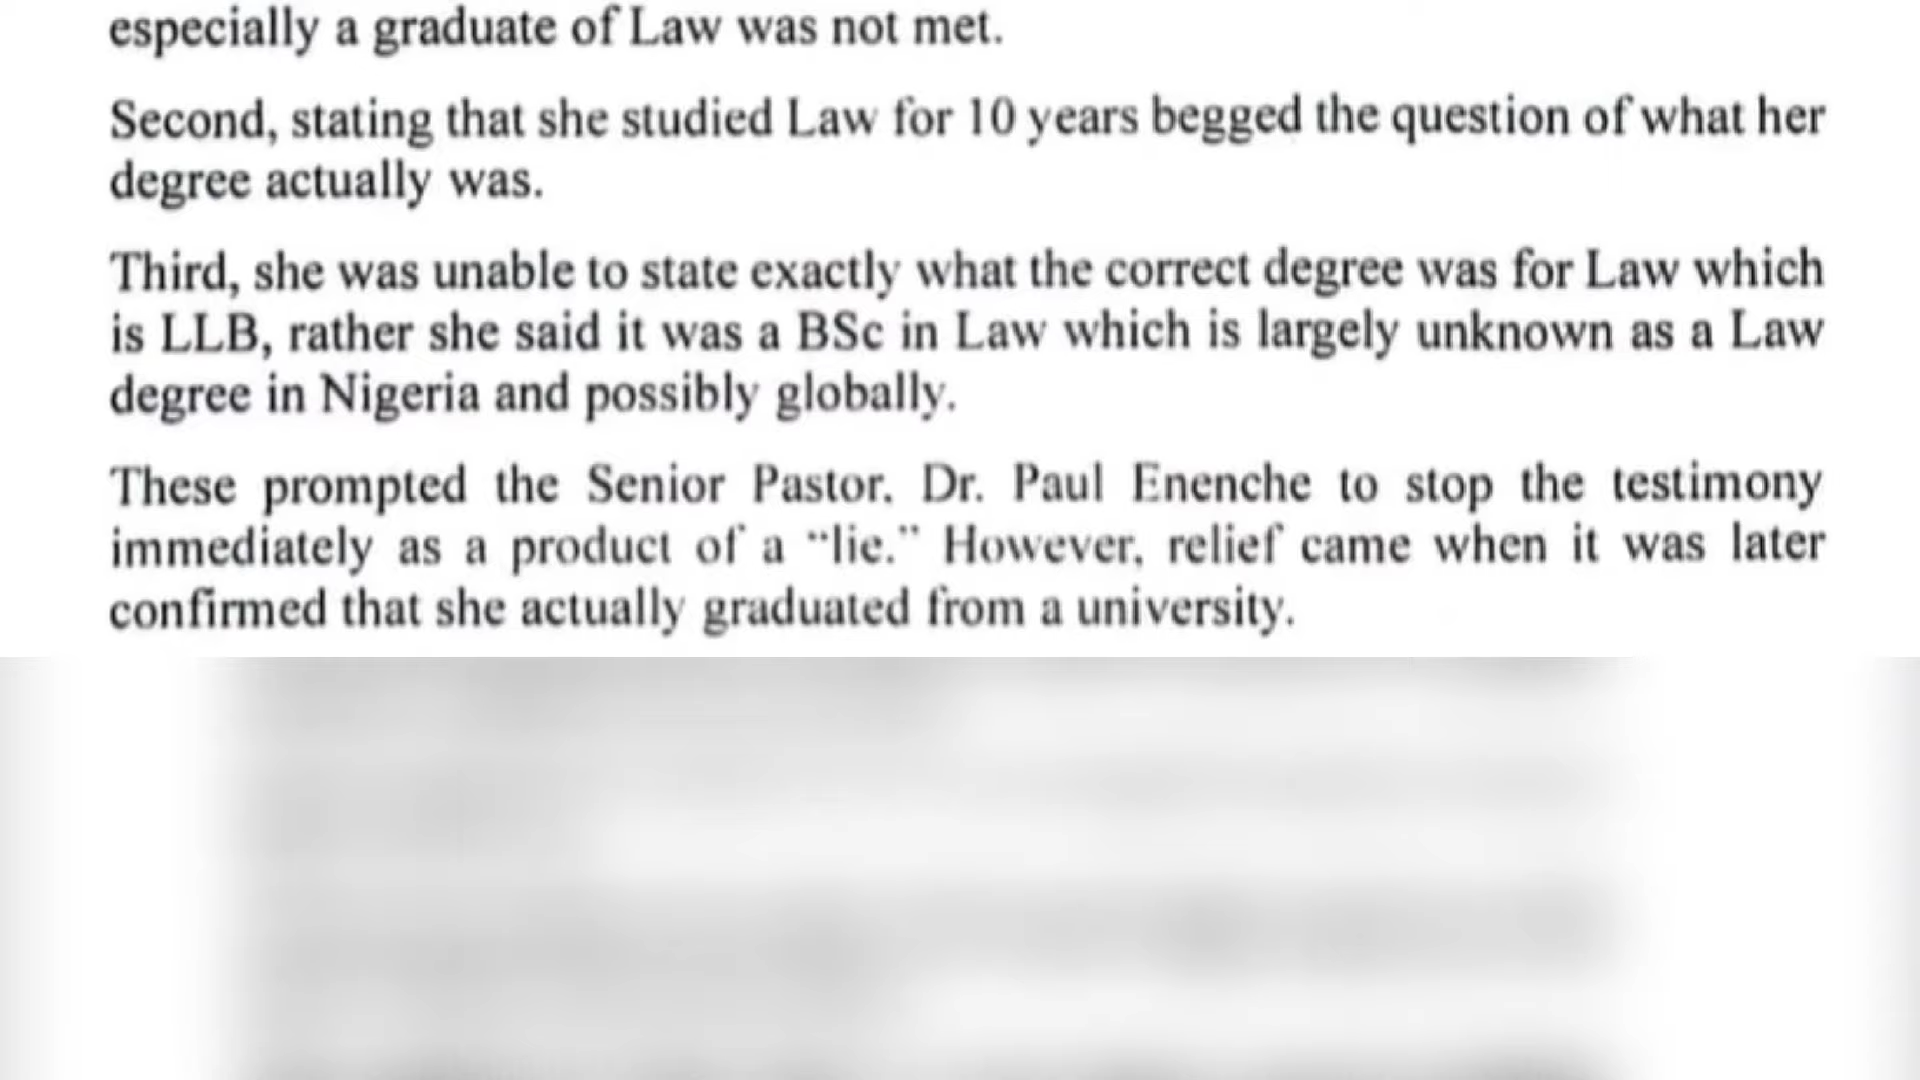 especially a graduate of Law was not met.
Second, stating that she studied Law for 10 years begged the question of what her
degree actually was.
Third, she was unable to state exactly what the correct degree was for Law which
is LLB, rather she said it was a BSc in Law which is largely unknown as a Law
degree in Nigeria and possibly globally.
These prompted the Senior Pastor. Dr. Paul Enenche to stop the testimony
immediately as a product of a “lie.” However, relief came when it was later
confirmed that she actually graduated from a university.